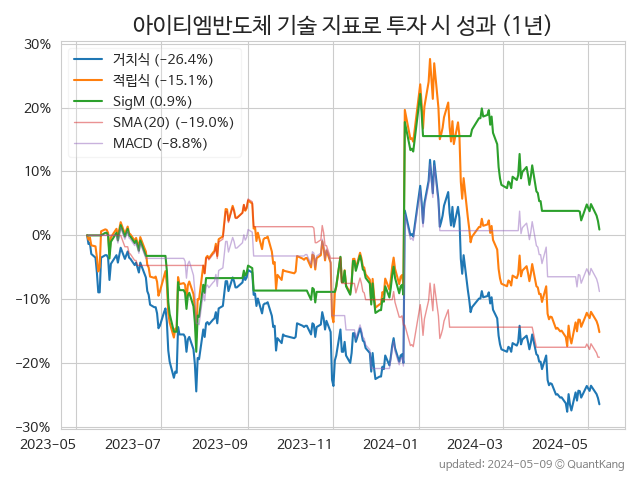 아이티엠반도체 기술 지표로 투자 시 성과 (1년)
30%
20%
10%
0%
−10%
−20%
−30%
거치식 (−26.4%)
적립식 (−15.1%)
SigM (0.9%)
SMA(20) (−19.0%)
MACD (−8.8%)
2023-05
2023-07
2023-09
2023-11
2024-01
2024-03
2024-05
updated: 2024-05-09 © QuantKang